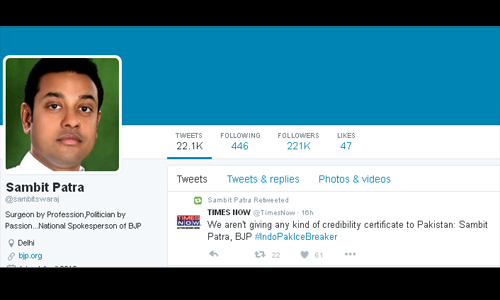 TWEETS FOLLOWING FOLLOWERS LIKES
22.1K 446 221K 47
Sambit Patra
@sambitswaraj
Surgeon by Profession,Politician by
Passion...National Spokesperson of BJP
Delhi
bjp.org
Tweets Tweets & replies Photos & videos
Sambit Patra Retweeted
TIMES NOW @TimesNow · 16h
We aren't giving any kind of credibility certificate to Pakistan: Sambit
Patra, BJP #IndoPakIceBreaker
22 61
TIMES NOW